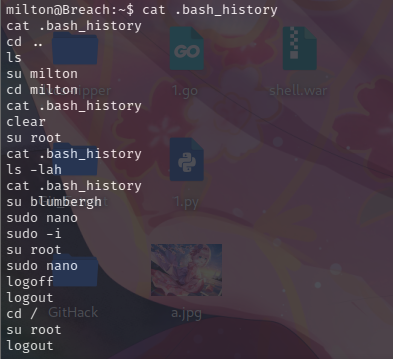 milton@Breach:~$ cat .bash_history
cat .bash_history
cd ..
ls
su milton
cd milton
cat .bash_history
clear
su root
cat .bash_history
ls -lah
cat .bash_history
su blumbergh
sudo nano
sudo -i
su root
sudo nano
logoff
logout
cd /
su root
logout
1.go
shell.war
1.py
GitHack
a.jpg
GO